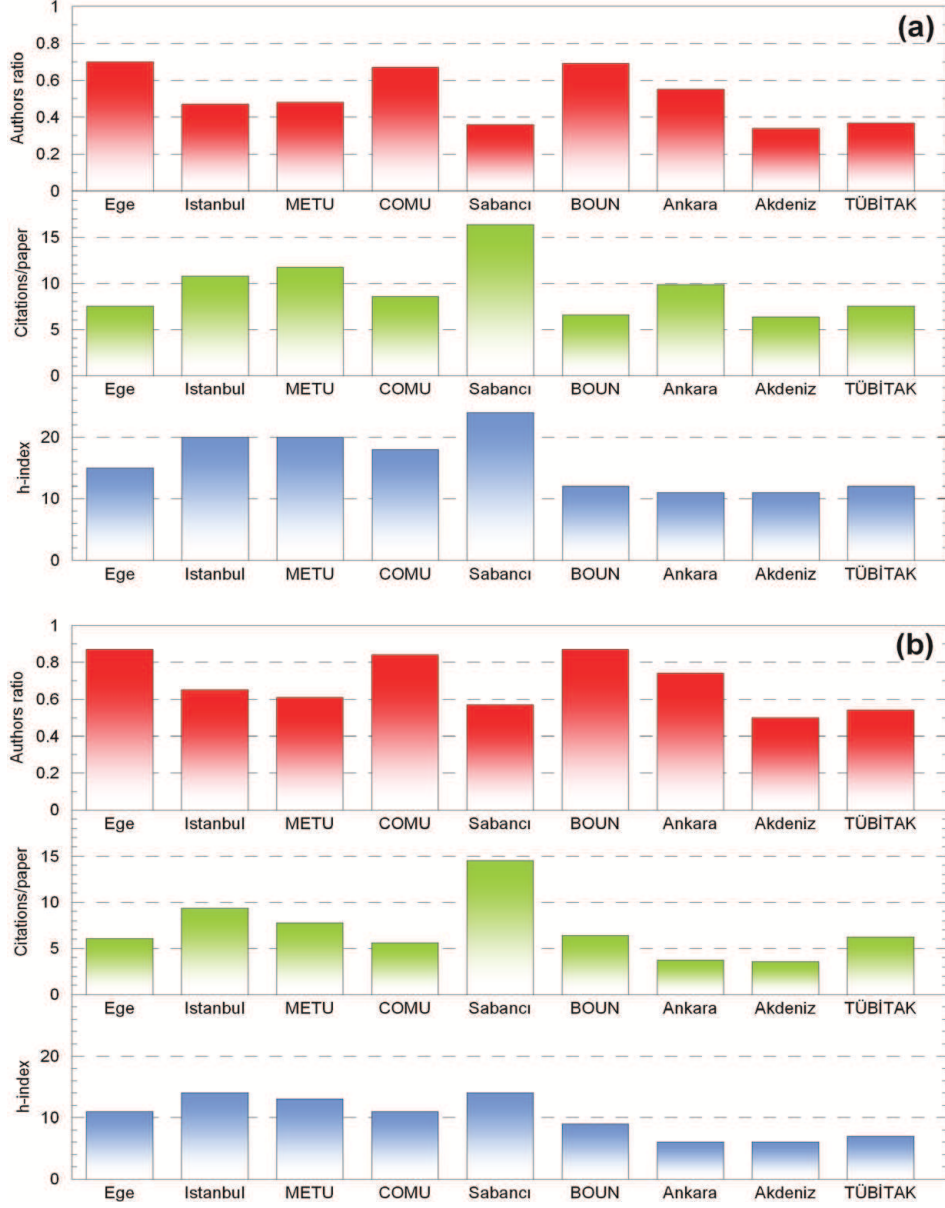 (a)
1
0.8
0.6
0.4
0.2
0
Authors ratio
Ege Istanbul METU COMU Sabancı BOUN Ankara Akdeniz TÜBİTAK
15
10
5
0
Citations/paper
Ege Istanbul METU COMU Sabancı BOUN Ankara Akdeniz TÜBİTAK
20
10
0
h-index
Ege Istanbul METU COMU Sabancı BOUN Ankara Akdeniz TÜBİTAK
(b)
1
0.8
0.6
0.4
0.2
0
Authors ratio
Ege Istanbul METU COMU Sabancı BOUN Ankara Akdeniz TÜBİTAK
15
10
5
0
Citations/paper
Ege Istanbul METU COMU Sabancı BOUN Ankara Akdeniz TÜBİTAK
20
10
0
h-index
Ege Istanbul METU COMU Sabancı BOUN Ankara Akdeniz TÜBİTAK